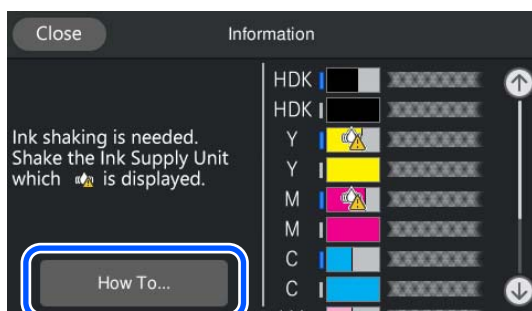 Close
Information
Ink shaking is needed.
Shake the Ink Supply Unit
which is displayed.
How To...
HDK
HDK
Y
Y
M
M
C
C